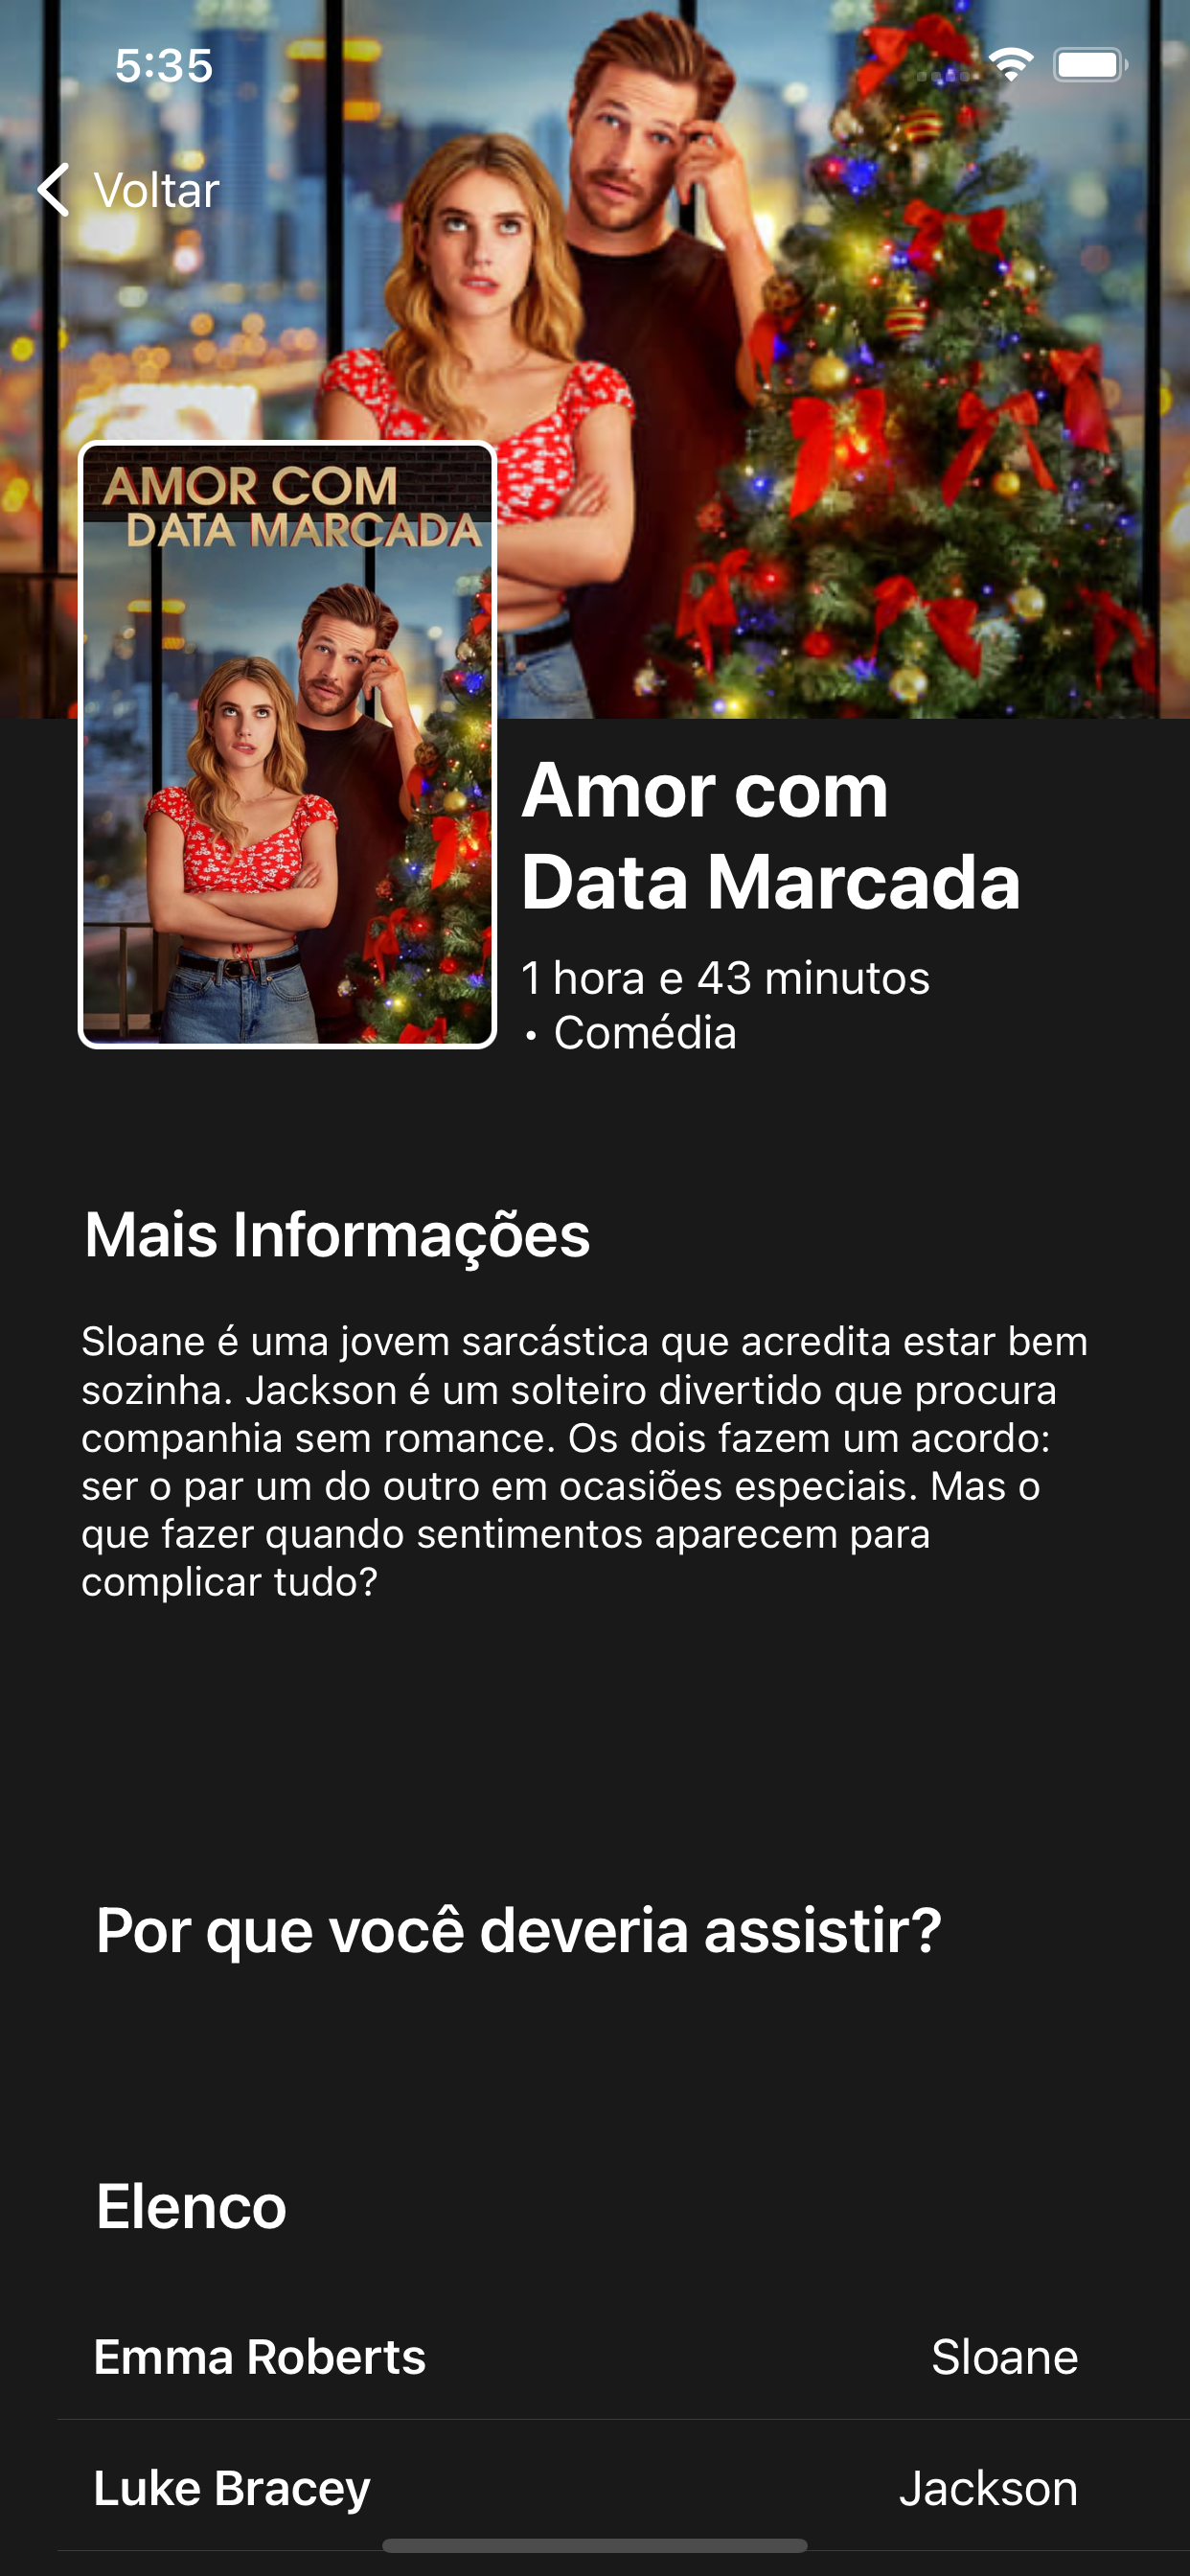 5:35
Voltar
AMOR COM
DATA MARCADA
Amor com
Data Marcada
1 hora e 43 minutos
• Comédia
Mais Informações
Sloane é uma jovem sarcástica que acredita estar bem
sozinha. Jackson é um solteiro divertido que procura
companhia sem romance. Os dois fazem um acordo:
ser o par um do outro em ocasiões especiais. Mas o
que fazer quando sentimentos aparecem para
complicar tudo?
Por que você deveria assistir?
Elenco
Emma Roberts Sloane
Luke Bracey Jackson